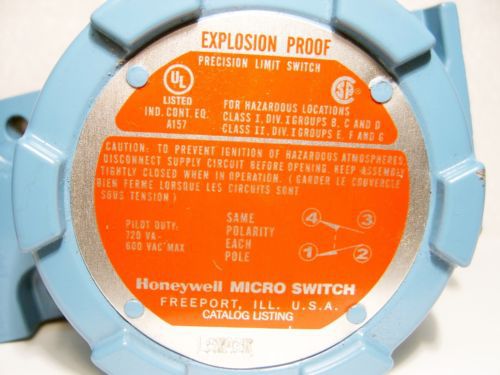 EXPLOSION PROOF
PRECISION LIMIT SWITCH
UL
LISTED
IND. CONT. EQ.
A157
FOR HAZARDOUS LOCATIONS
CLASS I, DIV. I GROUPS B, C AND D
CLASS II, DIV. I GROUPS E, F AND G
CAUTION: TO PREVENT IGNITION OF HAZARDOUS ATMOSPHERES
DISCONNECT SUPPLY CIRCUIT BEFORE OPENING. KEEP ASSEMBLY
TIGHTLY CLOSED WHEN IN OPERATION. (GARDER LE COUVERCLE
BIEN FERME LORSQUE LES CIRCUITS SONT
SOUS TENSION)
PILOT DUTY:
720 VA-
600 VAC MAX
SAME
POLARITY
EACH
POLE
4 3
1 2
Honeywell MICRO SWITCH
FREEPORT, ILL. U.S.A.
CATALOG LISTING